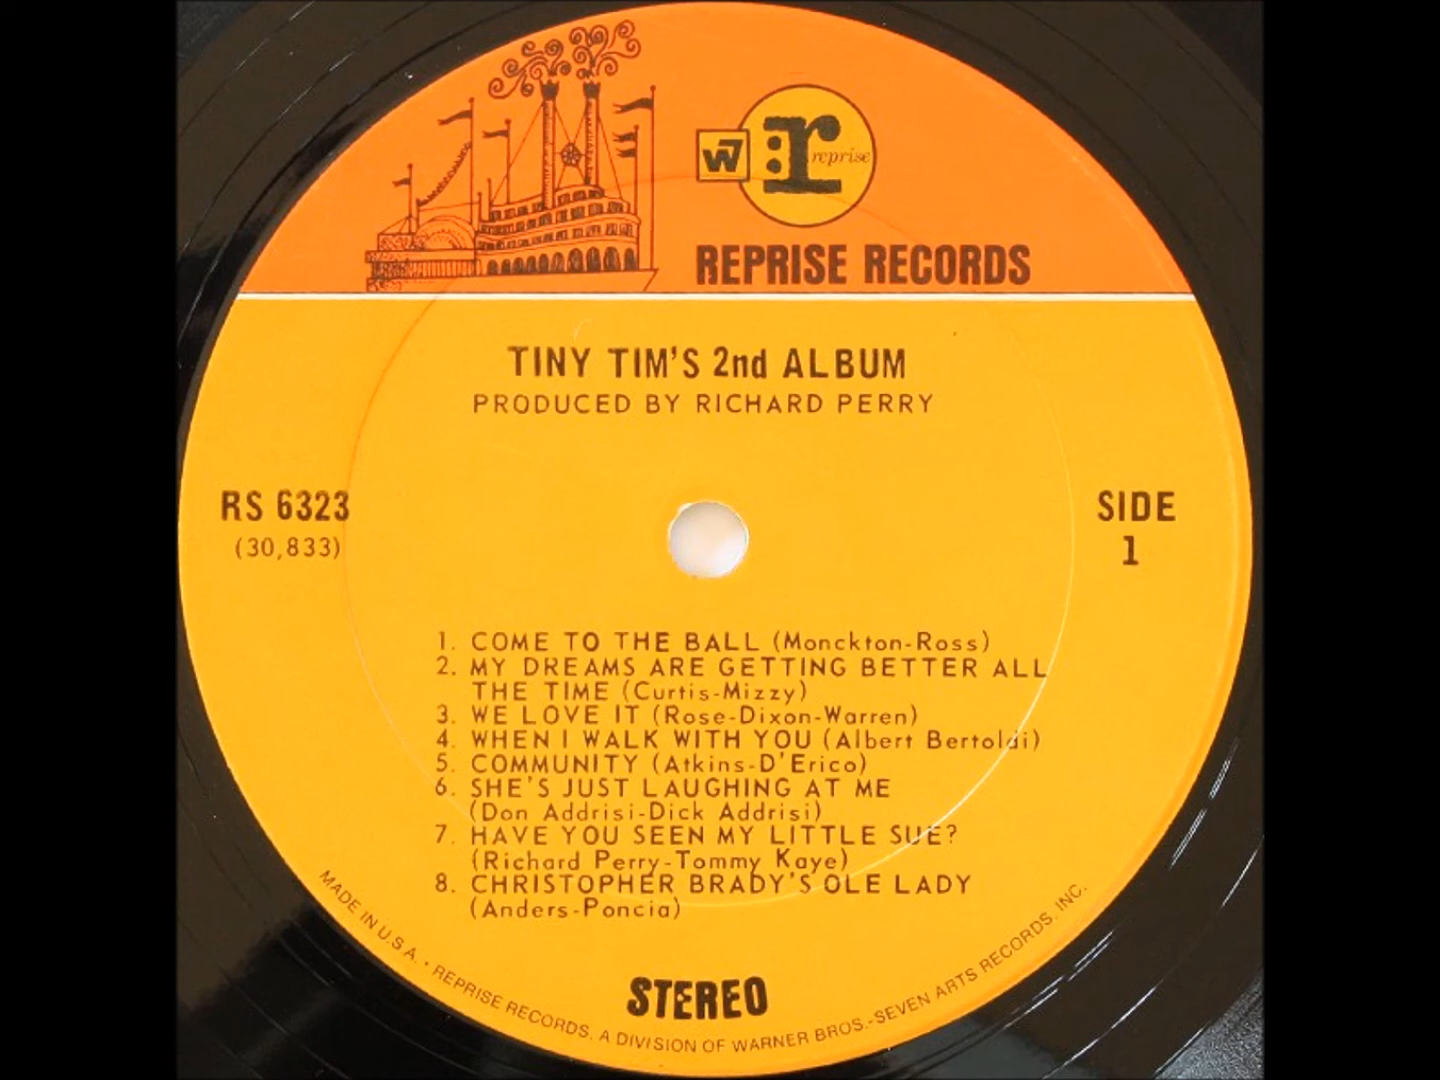 W7
:r reprise
REPRISE RECORDS
TINY TIM'S 2nd ALBUM
PRODUCED BY RICHARD PERRY
RS 6323
(30,833)
SIDE
1
1. COME TO THE BALL (Monckton-Ross)
2. MY DREAMS ARE GETTING BETTER ALL
THE TIME (Curtis-Mizzy)
3. WE LOVE IT (Rose-Dixon-Warren)
4. WHEN I WALK WITH YOU (Albert Bertoldi)
5. COMMUNITY (Atkins-D'Erico)
6. SHE'S JUST LAUGHING AT ME
(Don Addrisi-Dick Addrisi)
7. HAVE YOU SEEN MY LITTLE SUE?
(Richard Perry-Tommy Kaye)
8. CHRISTOPHER BRADY'S OLE LADY
(Anders-Poncia)
STEREO
MADE IN U.S.A. • REPRISE RECORDS, A DIVISION OF WARNER BROS.-SEVEN ARTS RECORDS, INC.